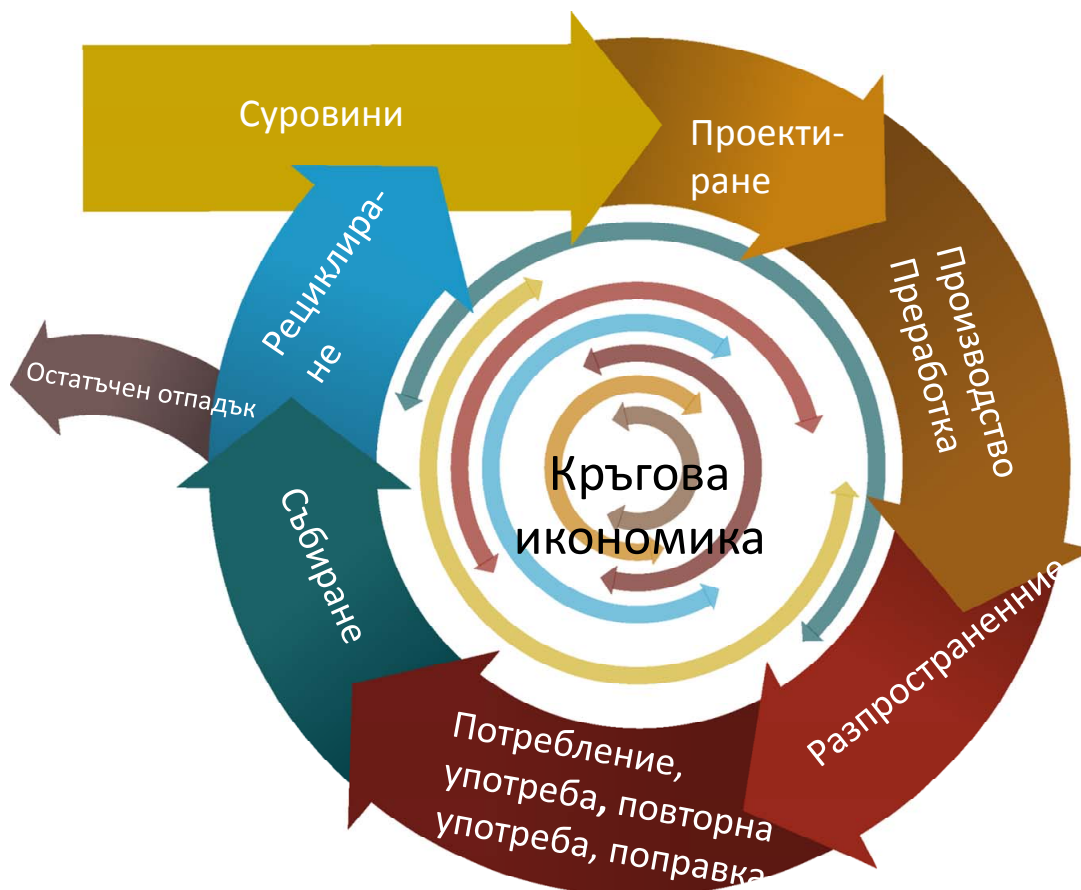 Суровини
Проекти-
ране
Производство
Преработка
Разпространенние
Потребление,
употреба, повторна
употреба, поправка
Събиране
Рециклира-
не
Остатъчен отпадък
Кръгова
икономика